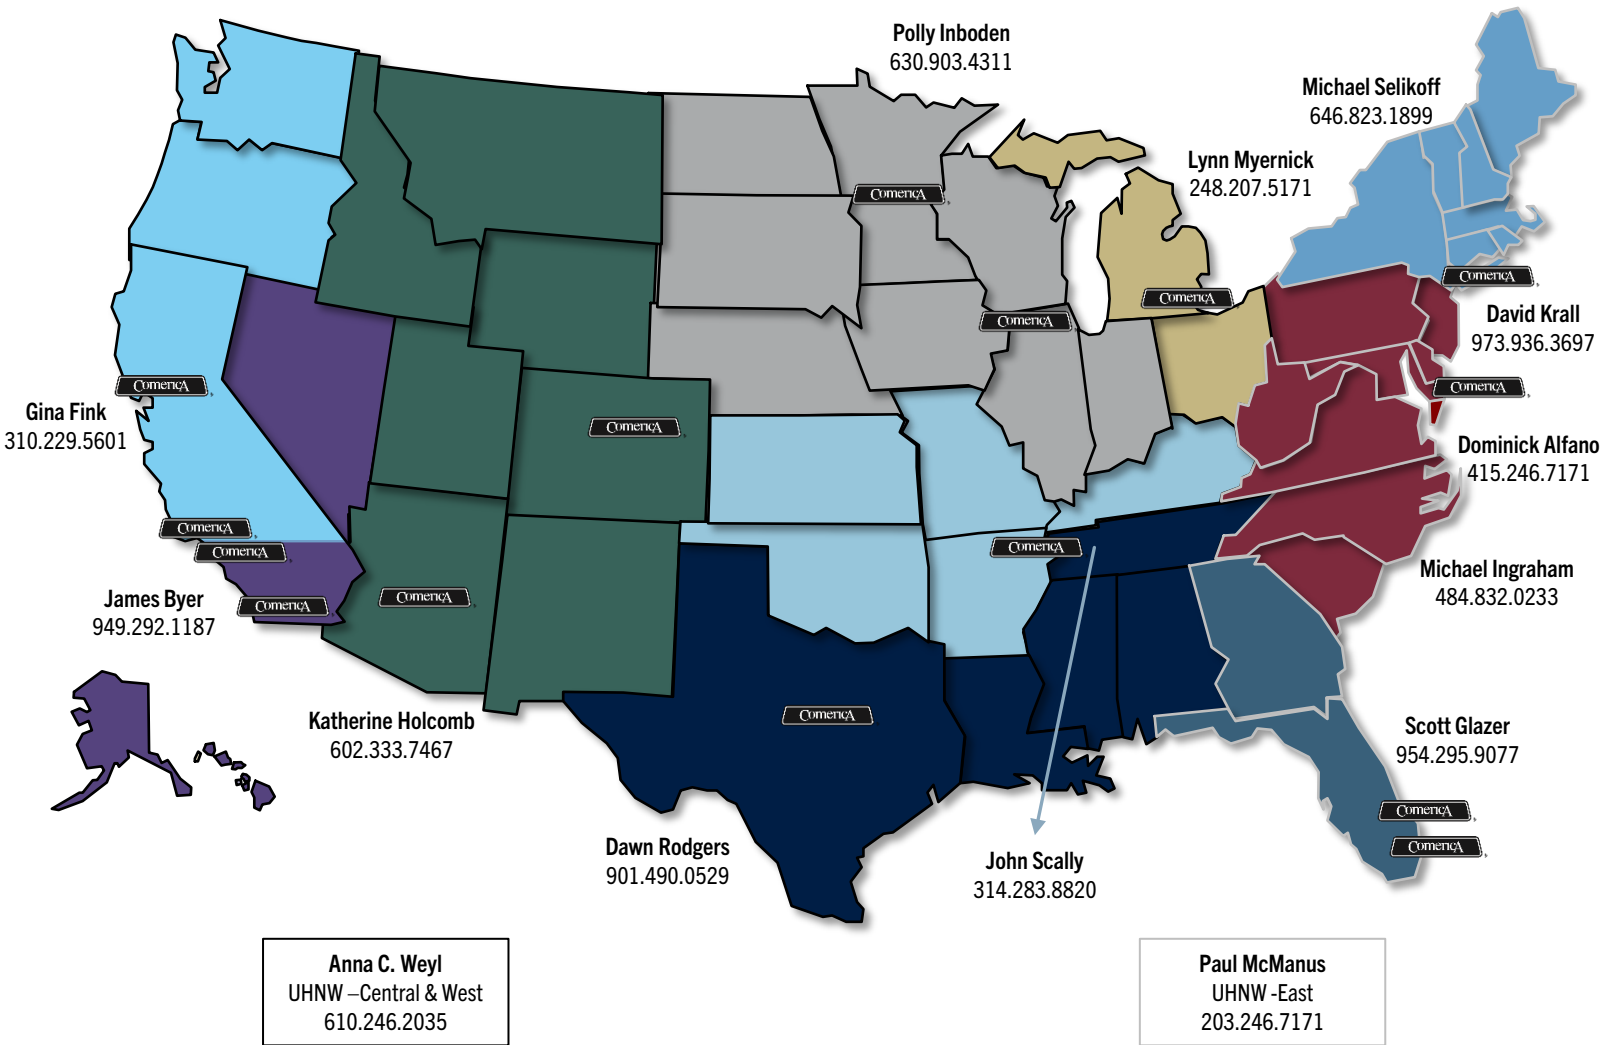 Polly Inboden
630.903.4311
Michael Selikoff
646.823.1899
Lynn Myernick
248.207.5171
ComericA
ComericA
ComericA
ComericA
David Krall
973.936.3697
ComericA
ComericA
Gina Fink
310.229.5601
ComericA
Dominick Alfano
415.246.7171
ComericA
ComericA
ComericA
James Byer
949.292.1187
ComericA
ComericA
Michael Ingraham
484.832.0233
Katherine Holcomb
602.333.7467
ComericA
Scott Glazer
954.295.9077
ComericA
ComericA
Dawn Rodgers
901.490.0529
John Scally
314.283.8820
Anna C. Weyl
UHNW –Central & West
610.246.2035
Paul McManus
UHNW -East
203.246.7171